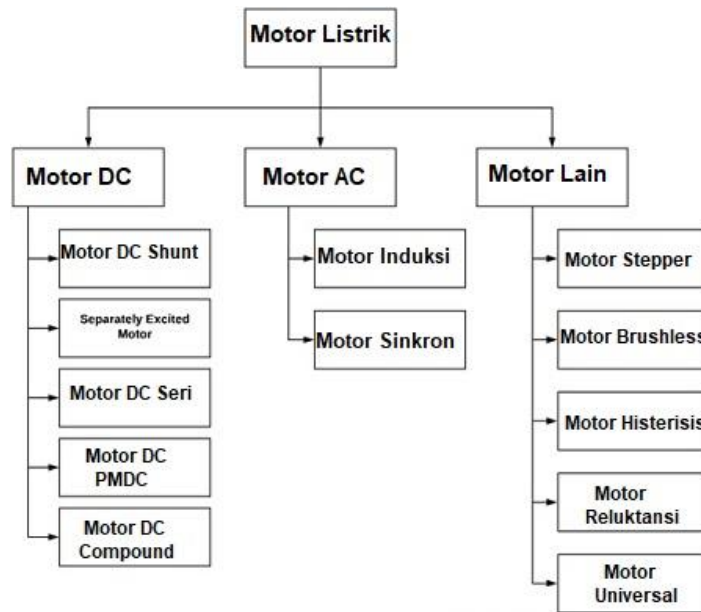 Motor Listrik
Motor DC
Motor AC
Motor Lain
Motor DC Shunt
Separately Excited
Motor
Motor DC Seri
Motor DC
PMDC
Motor DC
Compound
Motor Induksi
Motor Sinkron
Motor Stepper
Motor Brushless
Motor Histerisis
Motor
Reluktansi
Motor
Universal